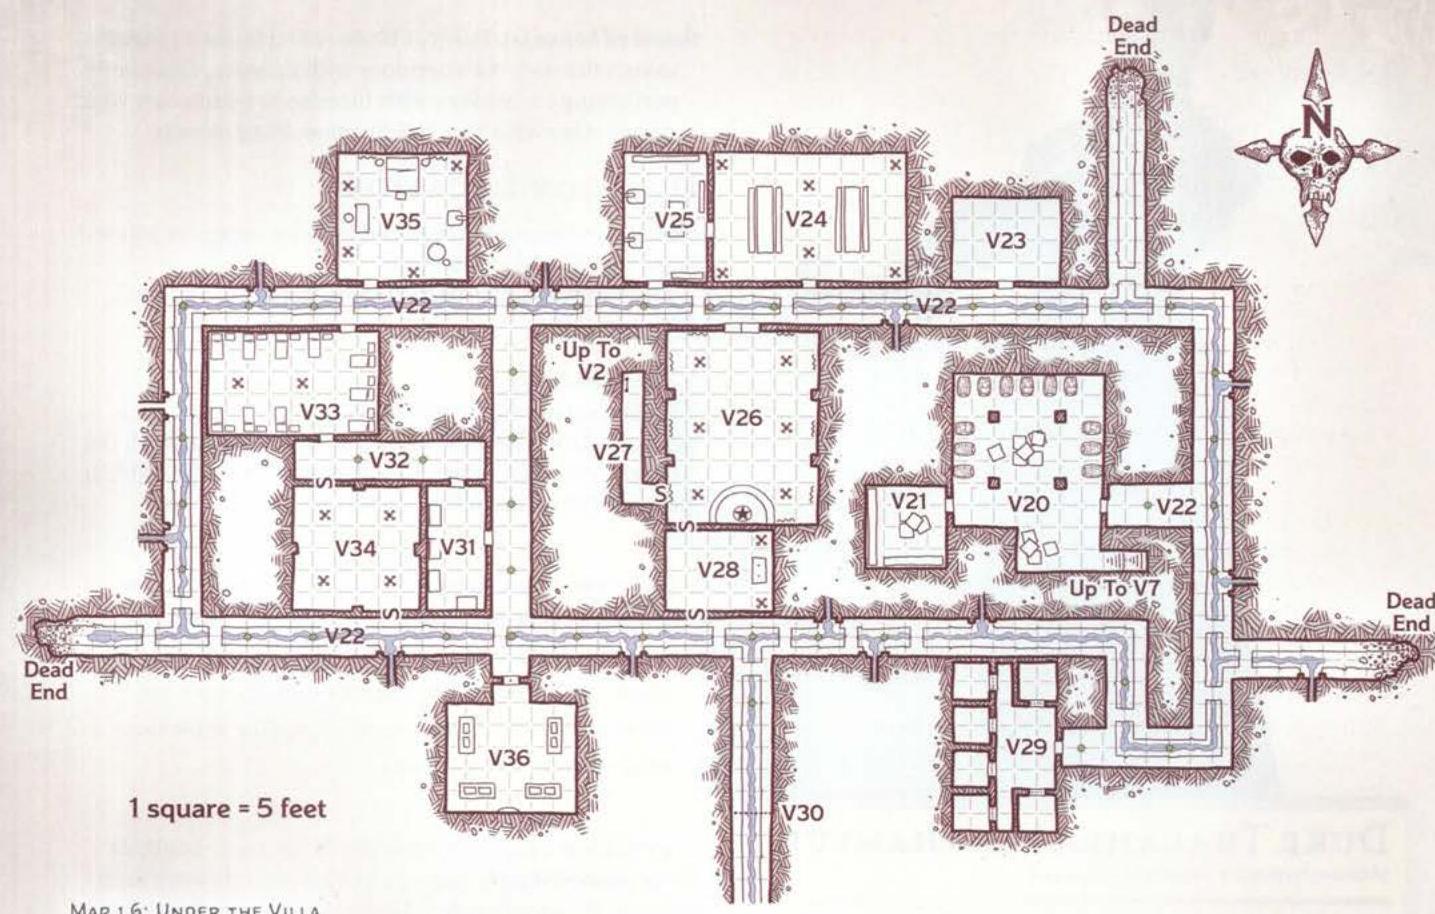 Dead
End
N
V35
V25
V24
V23
V22
V22
Up To
V2
V33
V26
V27
V32
V21
V20
V22
V34
V31
V28
Up To V7
V22
Dead
End
Dead
End
V36
V29
V30
1 square = 5 feet
MAP 1.6: UNDER THE VILLA
S
S
S
S
S